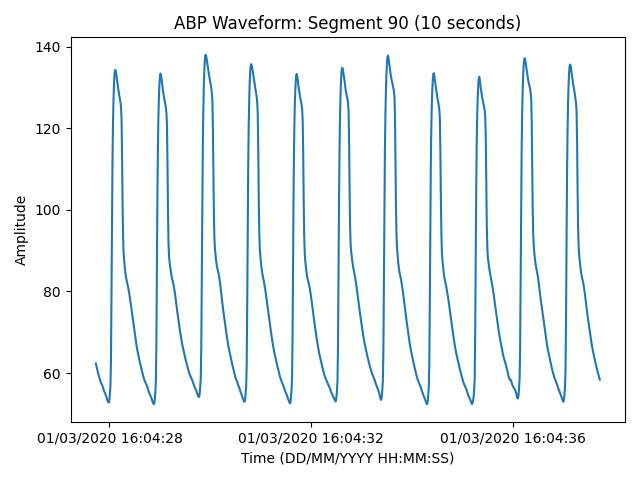 ABP Waveform: Segment 90 (10 seconds)
140
120
100
80
60
Amplitude
01/03/2020 16:04:28
01/03/2020 16:04:32
01/03/2020 16:04:36
Time (DD/MM/YYYY HH:MM:SS)